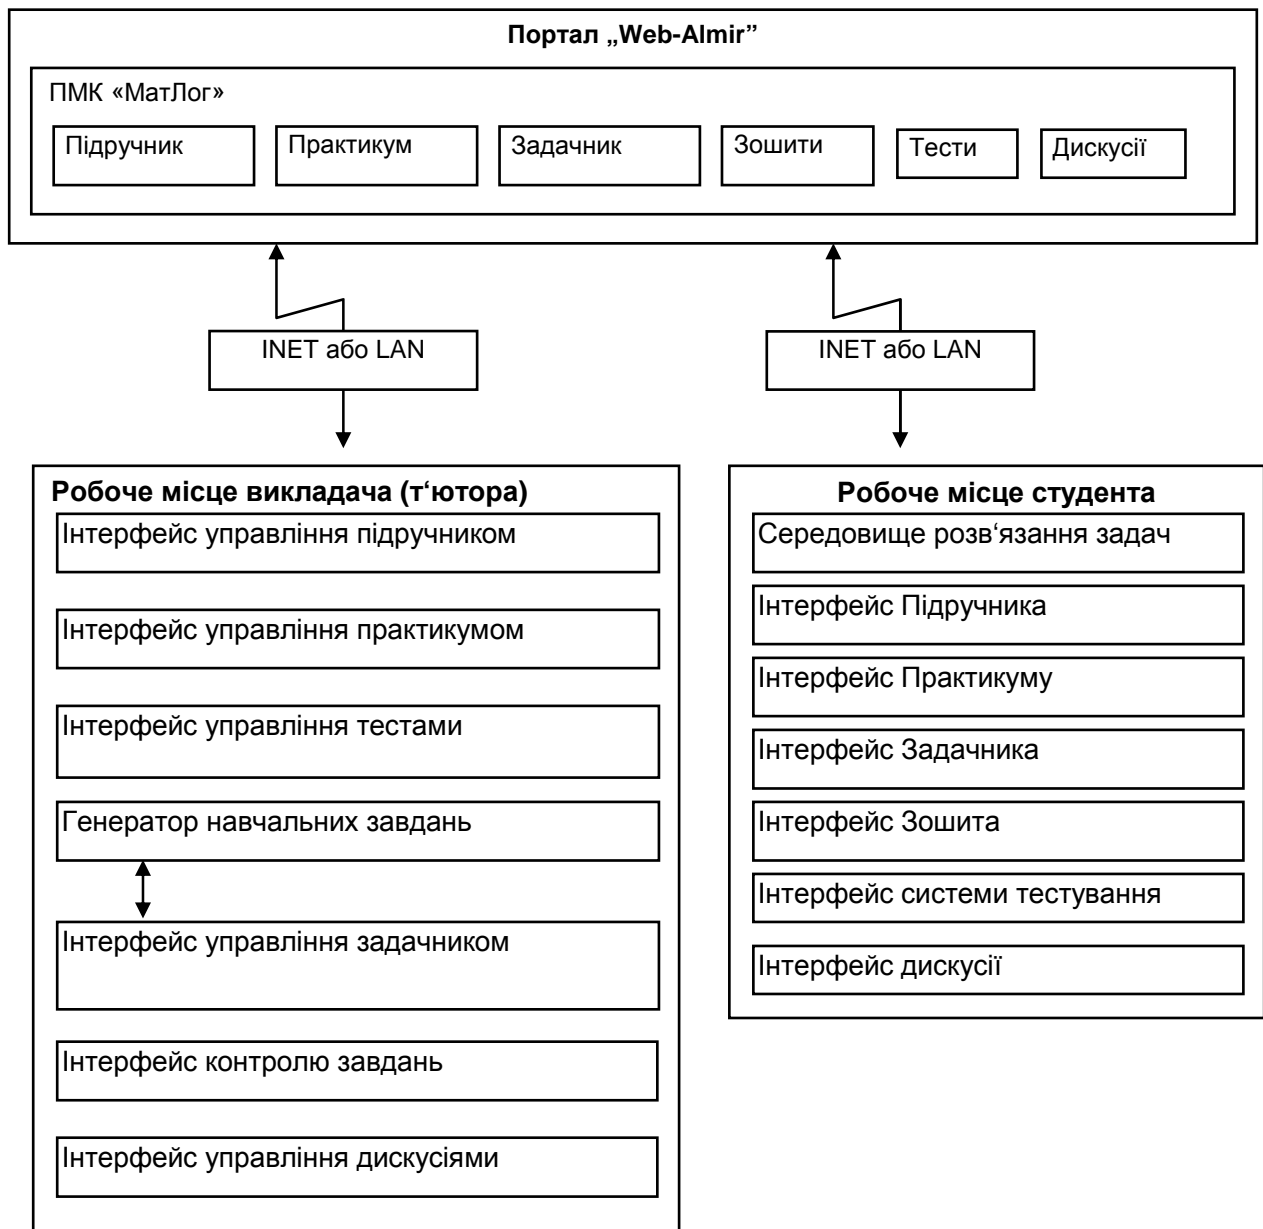 Портал „Web-Almir”
ПМК «МатЛог»
Підручник
Практикум
Задачник
Зошити
Тести
Дискусії
INET або LAN
INET або LAN
Робоче місце викладача (т‘ютора)
Інтерфейс управління підручником
Інтерфейс управління практикумом
Інтерфейс управління тестами
Генератор навчальних завдань
Інтерфейс управління задачником
Інтерфейс контролю завдань
Інтерфейс управління дискусіями
Робоче місце студента
Середовище розв‘язання задач
Інтерфейс Підручника
Інтерфейс Практикуму
Інтерфейс Задачника
Інтерфейс Зошита
Інтерфейс системи тестування
Інтерфейс дискусії